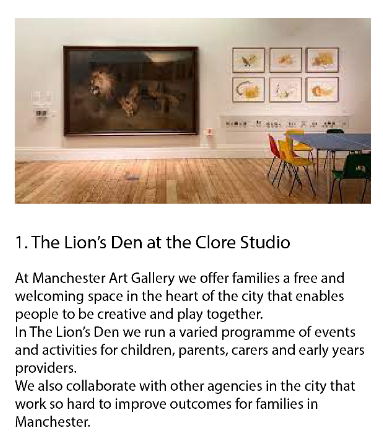 1. The Lion's Den at the Clore Studio
At Manchester Art Gallery we offer families a free and
welcoming space in the heart of the city that enables
people to be creative and play together.
In The Lion's Den we run a varied programme of events
and activities for children, parents, carers and early years
providers.
We also collaborate with other agencies in the city that
work so hard to improve outcomes for families in
Manchester.